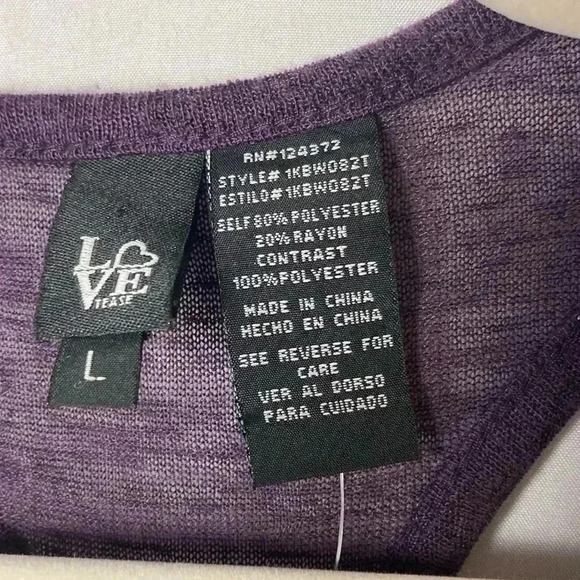 LOVE
TEASE
L
RN#124372
STYLE# 1KBW082T
ESTILO# 1KBW082T
SELF 80% POLYESTER
20% RAYON
CONTRAST
100% POLYESTER
MADE IN CHINA
HECHO EN CHINA
SEE REVERSE FOR
CARE
VER AL DORSO
PARA CUIDADO